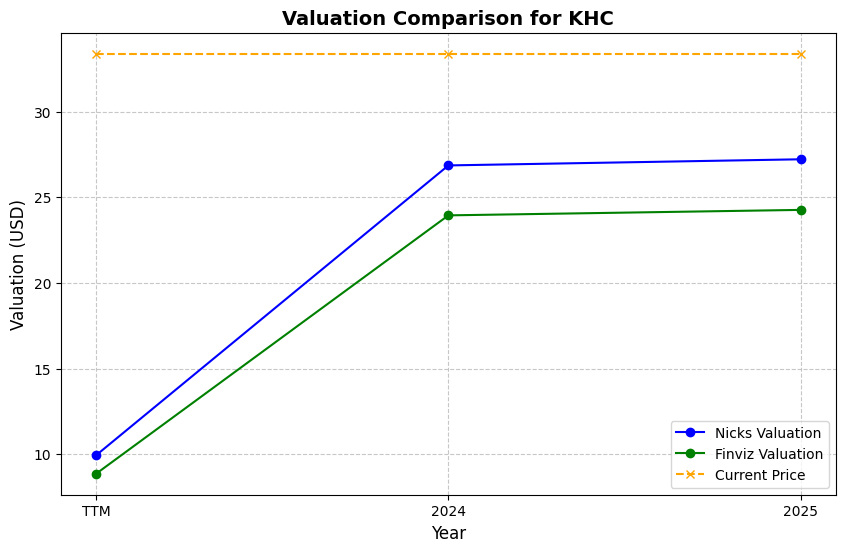 Valuation Comparison for KHC
Valuation (USD)
30
25
20
15
10
TTM
2024
2025
Year
Nicks Valuation
Finviz Valuation
Current Price